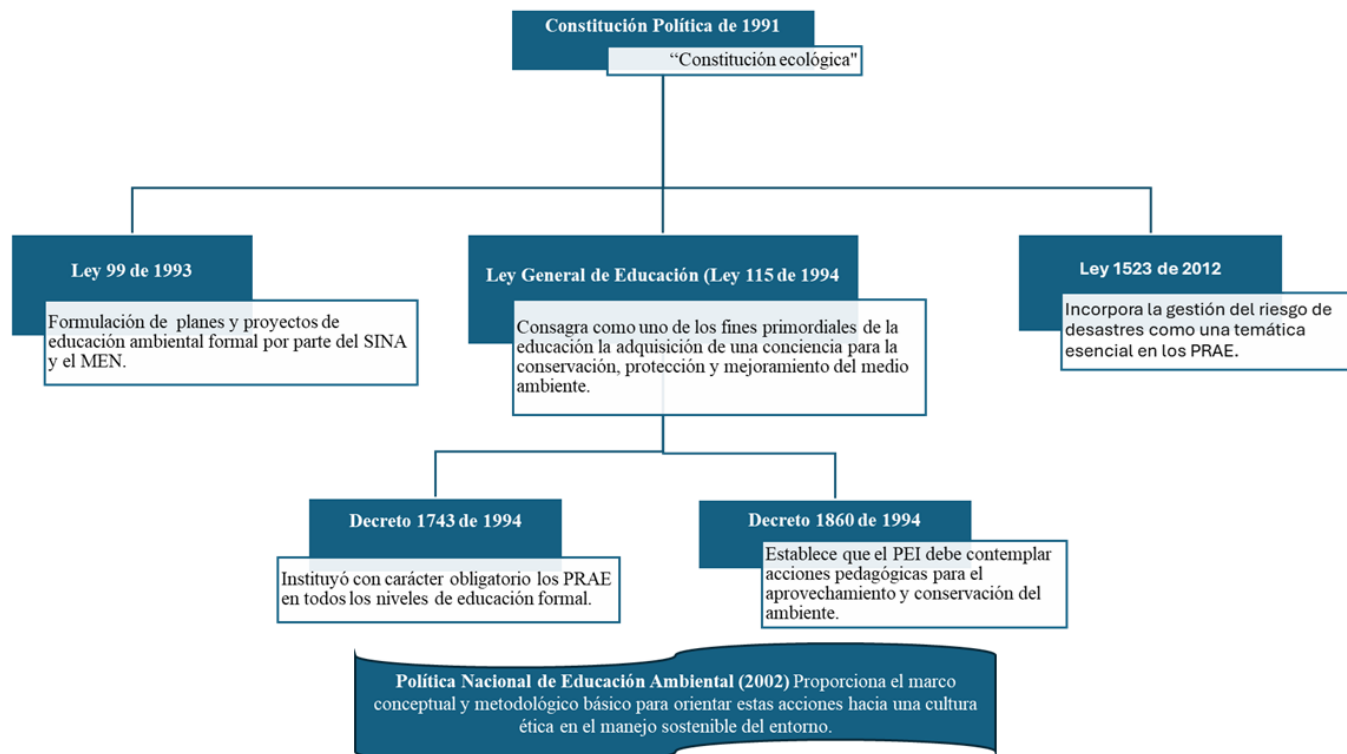 Constitución Política de 1991
“Constitución ecológica"
Ley 99 de 1993
Formulación de planes y proyectos de
educación ambiental formal por parte del SINA
y el MEN.
Ley General de Educación (Ley 115 de 1994
Consagra como uno de los fines primordiales de la
educación la adquisición de una conciencia para la
conservación, protección y mejoramiento del medio
ambiente.
Ley 1523 de 2012
Incorpora la gestión del riesgo de
desastres como una temática
esencial en los PRAE.
Decreto 1743 de 1994
Instituyó con carácter obligatorio los PRAE
en todos los niveles de educación formal.
Decreto 1860 de 1994
Establece que el PEI debe contemplar
acciones pedagógicas para el
aprovechamiento y conservación del
ambiente.
Política Nacional de Educación Ambiental (2002) Proporciona el marco
conceptual y metodológico básico para orientar estas acciones hacia una cultura
ética en el manejo sostenible del entorno.